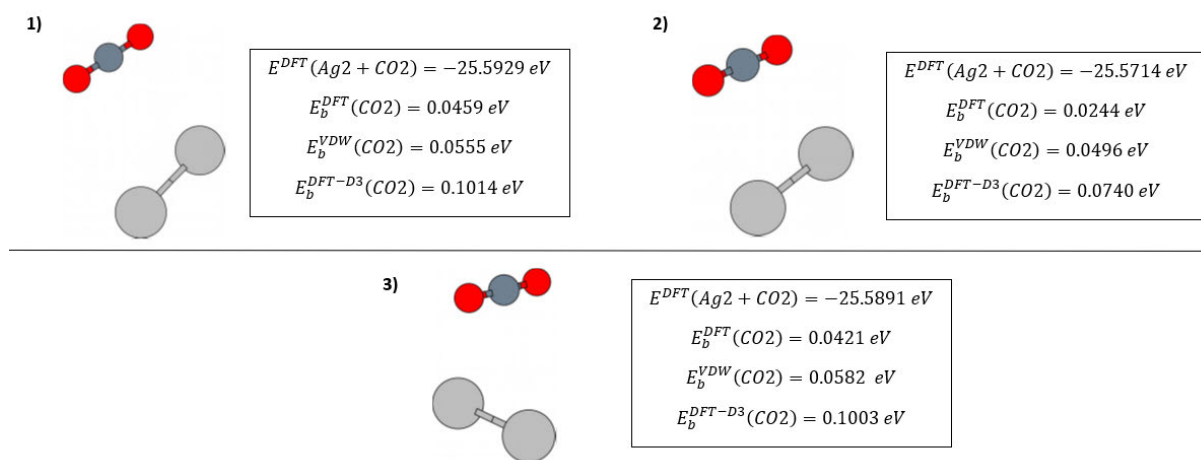 1)
E^DFT(Ag2 + CO2) = −25.5929 eV
E_b^DFT(CO2) = 0.0459 eV
E_b^VDW(CO2) = 0.0555 eV
E_b^DFT−D3(CO2) = 0.1014 eV
2)
E^DFT(Ag2 + CO2) = −25.5714 eV
E_b^DFT(CO2) = 0.0244 eV
E_b^VDW(CO2) = 0.0496 eV
E_b^DFT−D3(CO2) = 0.0740 eV
3)
E^DFT(Ag2 + CO2) = −25.5891 eV
E_b^DFT(CO2) = 0.0421 eV
E_b^VDW(CO2) = 0.0582 eV
E_b^DFT−D3(CO2) = 0.1003 eV